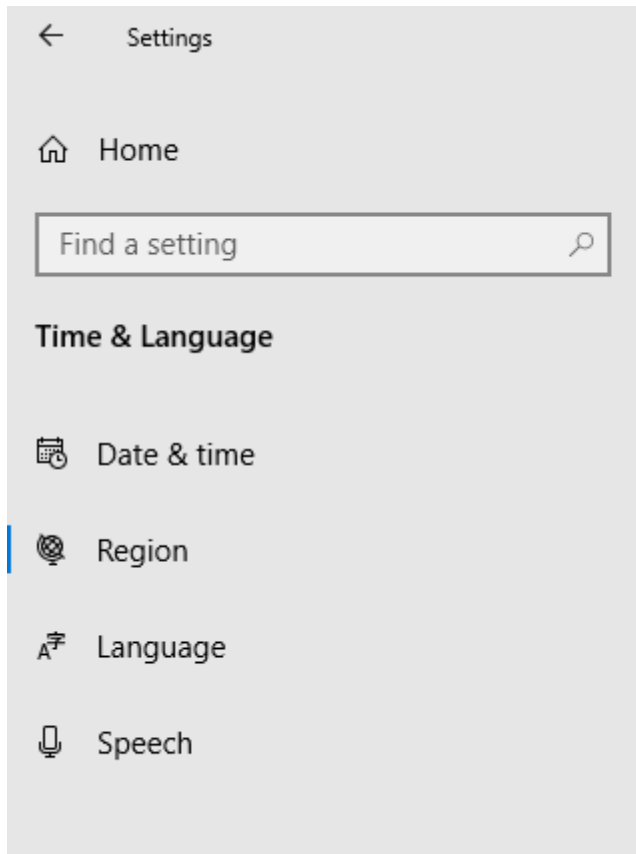 Settings
Home
Find a setting
Time & Language
Date & time
Region
Language
Speech